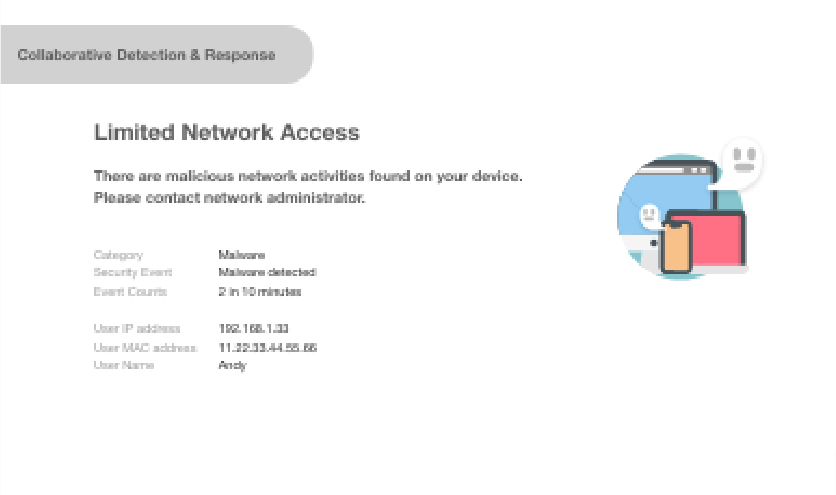 Collaborative Detection & Response
Limited Network Access
There are malicious network activities found on your device.
Please contact network administrator.
Category Malware
Security Event Malware detected
Event Counts 2 in 10 minutes
User IP address 192.168.1.33
User MAC address 11.22.33.44.55.66
User Name Andy